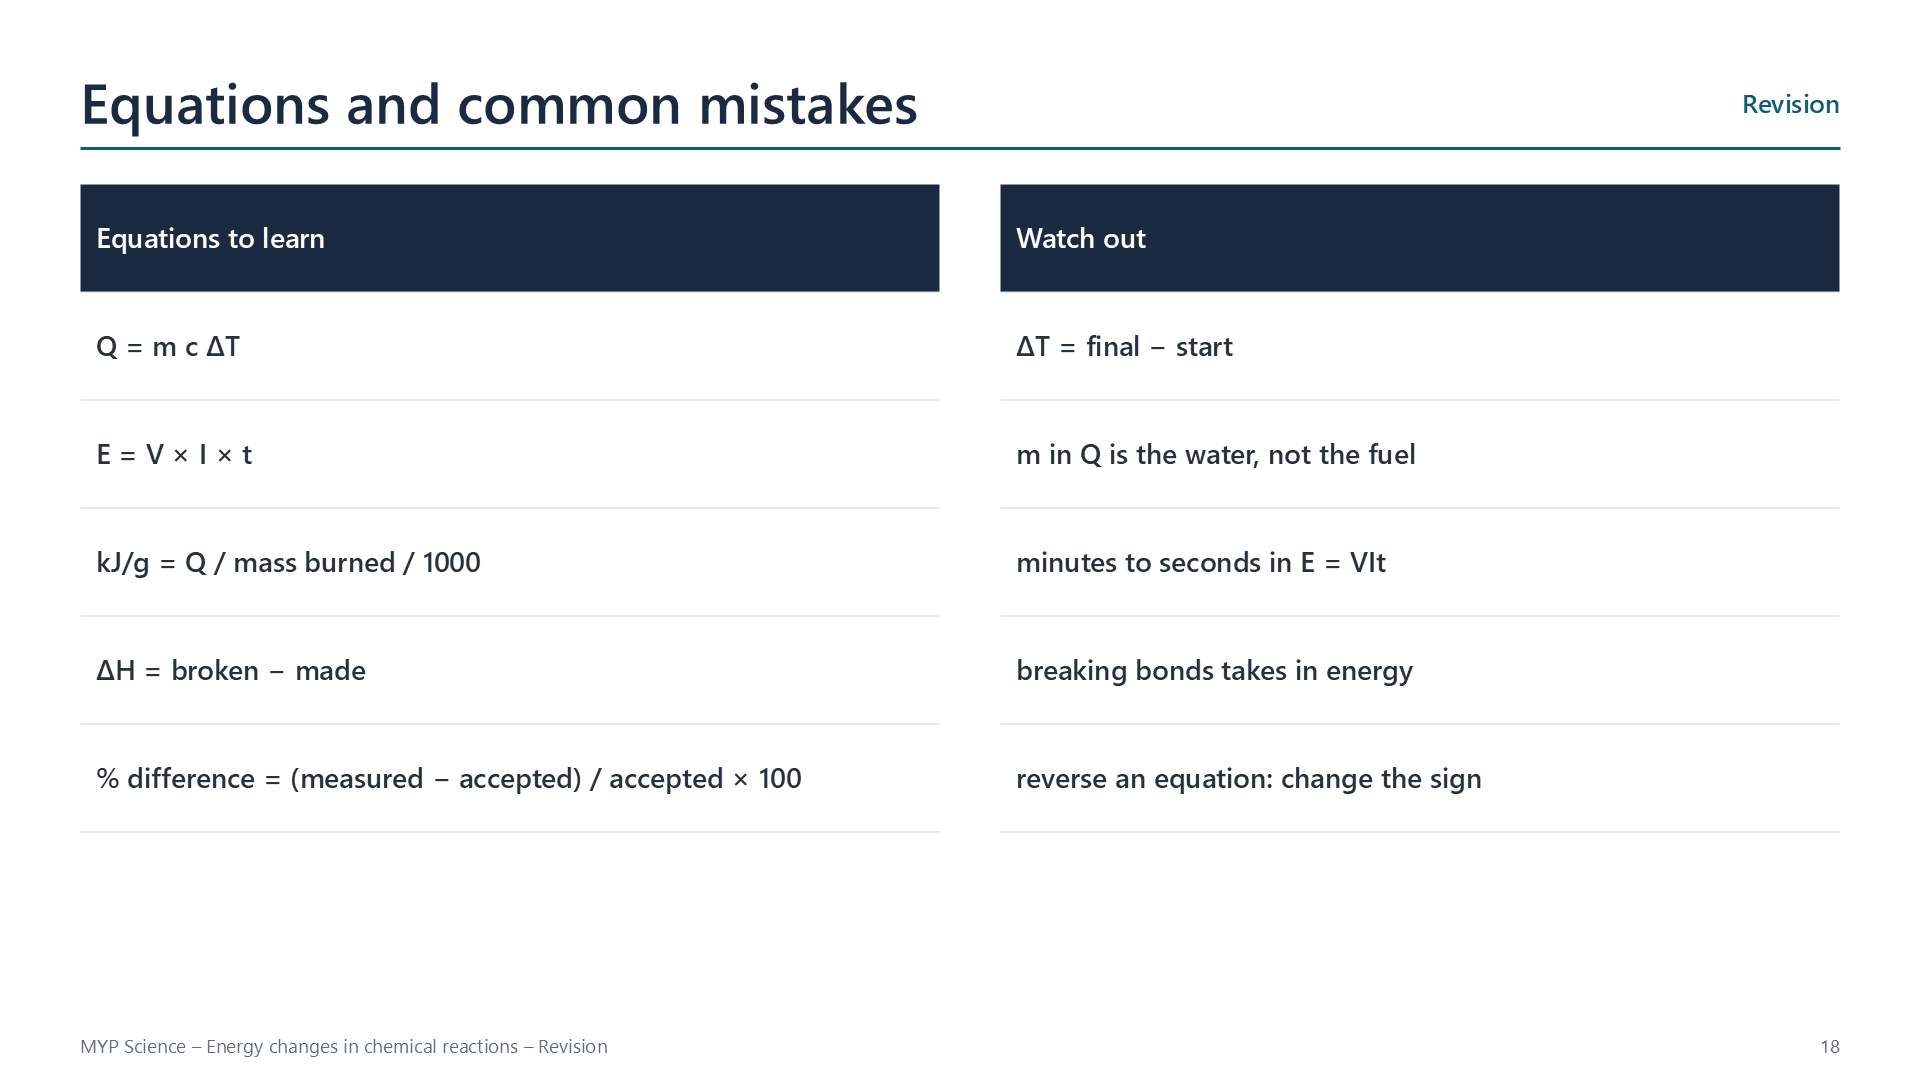 Equations and common mistakes
Revision
Equations to learn
Q = m c ΔT
E = V × I × t
kJ/g = Q / mass burned / 1000
ΔH = broken − made
% difference = (measured − accepted) / accepted × 100
Watch out
ΔT = final − start
m in Q is the water, not the fuel
minutes to seconds in E = VIt
breaking bonds takes in energy
reverse an equation: change the sign
MYP Science – Energy changes in chemical reactions – Revision
18